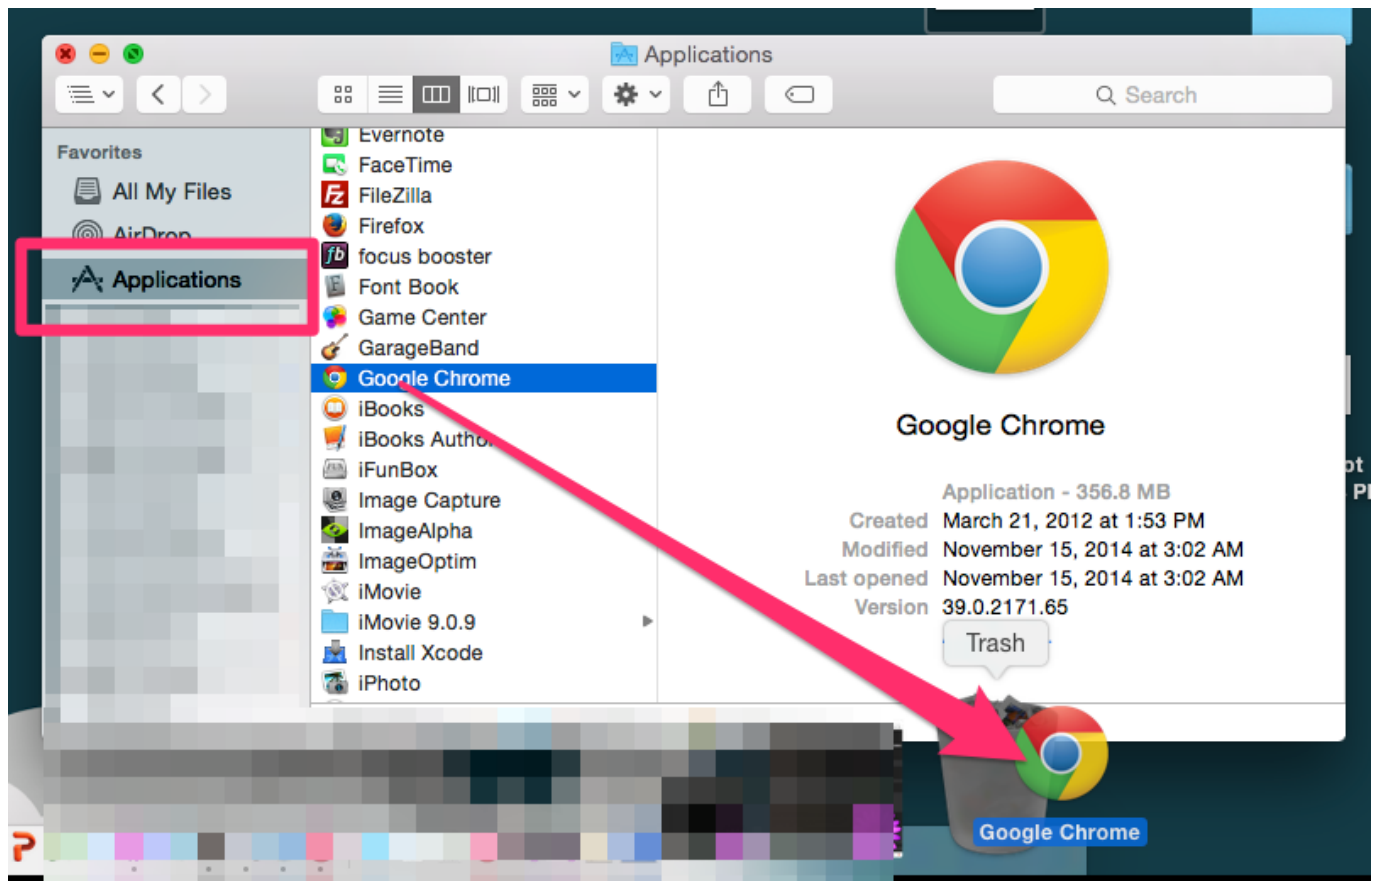 Applications
Search
Favorites
All My Files
AirDrop
Applications
Evernote
FaceTime
FileZilla
Firefox
focus booster
Font Book
Game Center
GarageBand
Google Chrome
iBooks
iBooks Author
iFunBox
Image Capture
ImageAlpha
ImageOptim
iMovie
iMovie 9.0.9
Install Xcode
iPhoto
Google Chrome
Application - 356.8 MB
Created March 21, 2012 at 1:53 PM
Modified November 15, 2014 at 3:02 AM
Last opened November 15, 2014 at 3:02 AM
Version 39.0.2171.65
Trash
Google Chrome
pt
PI